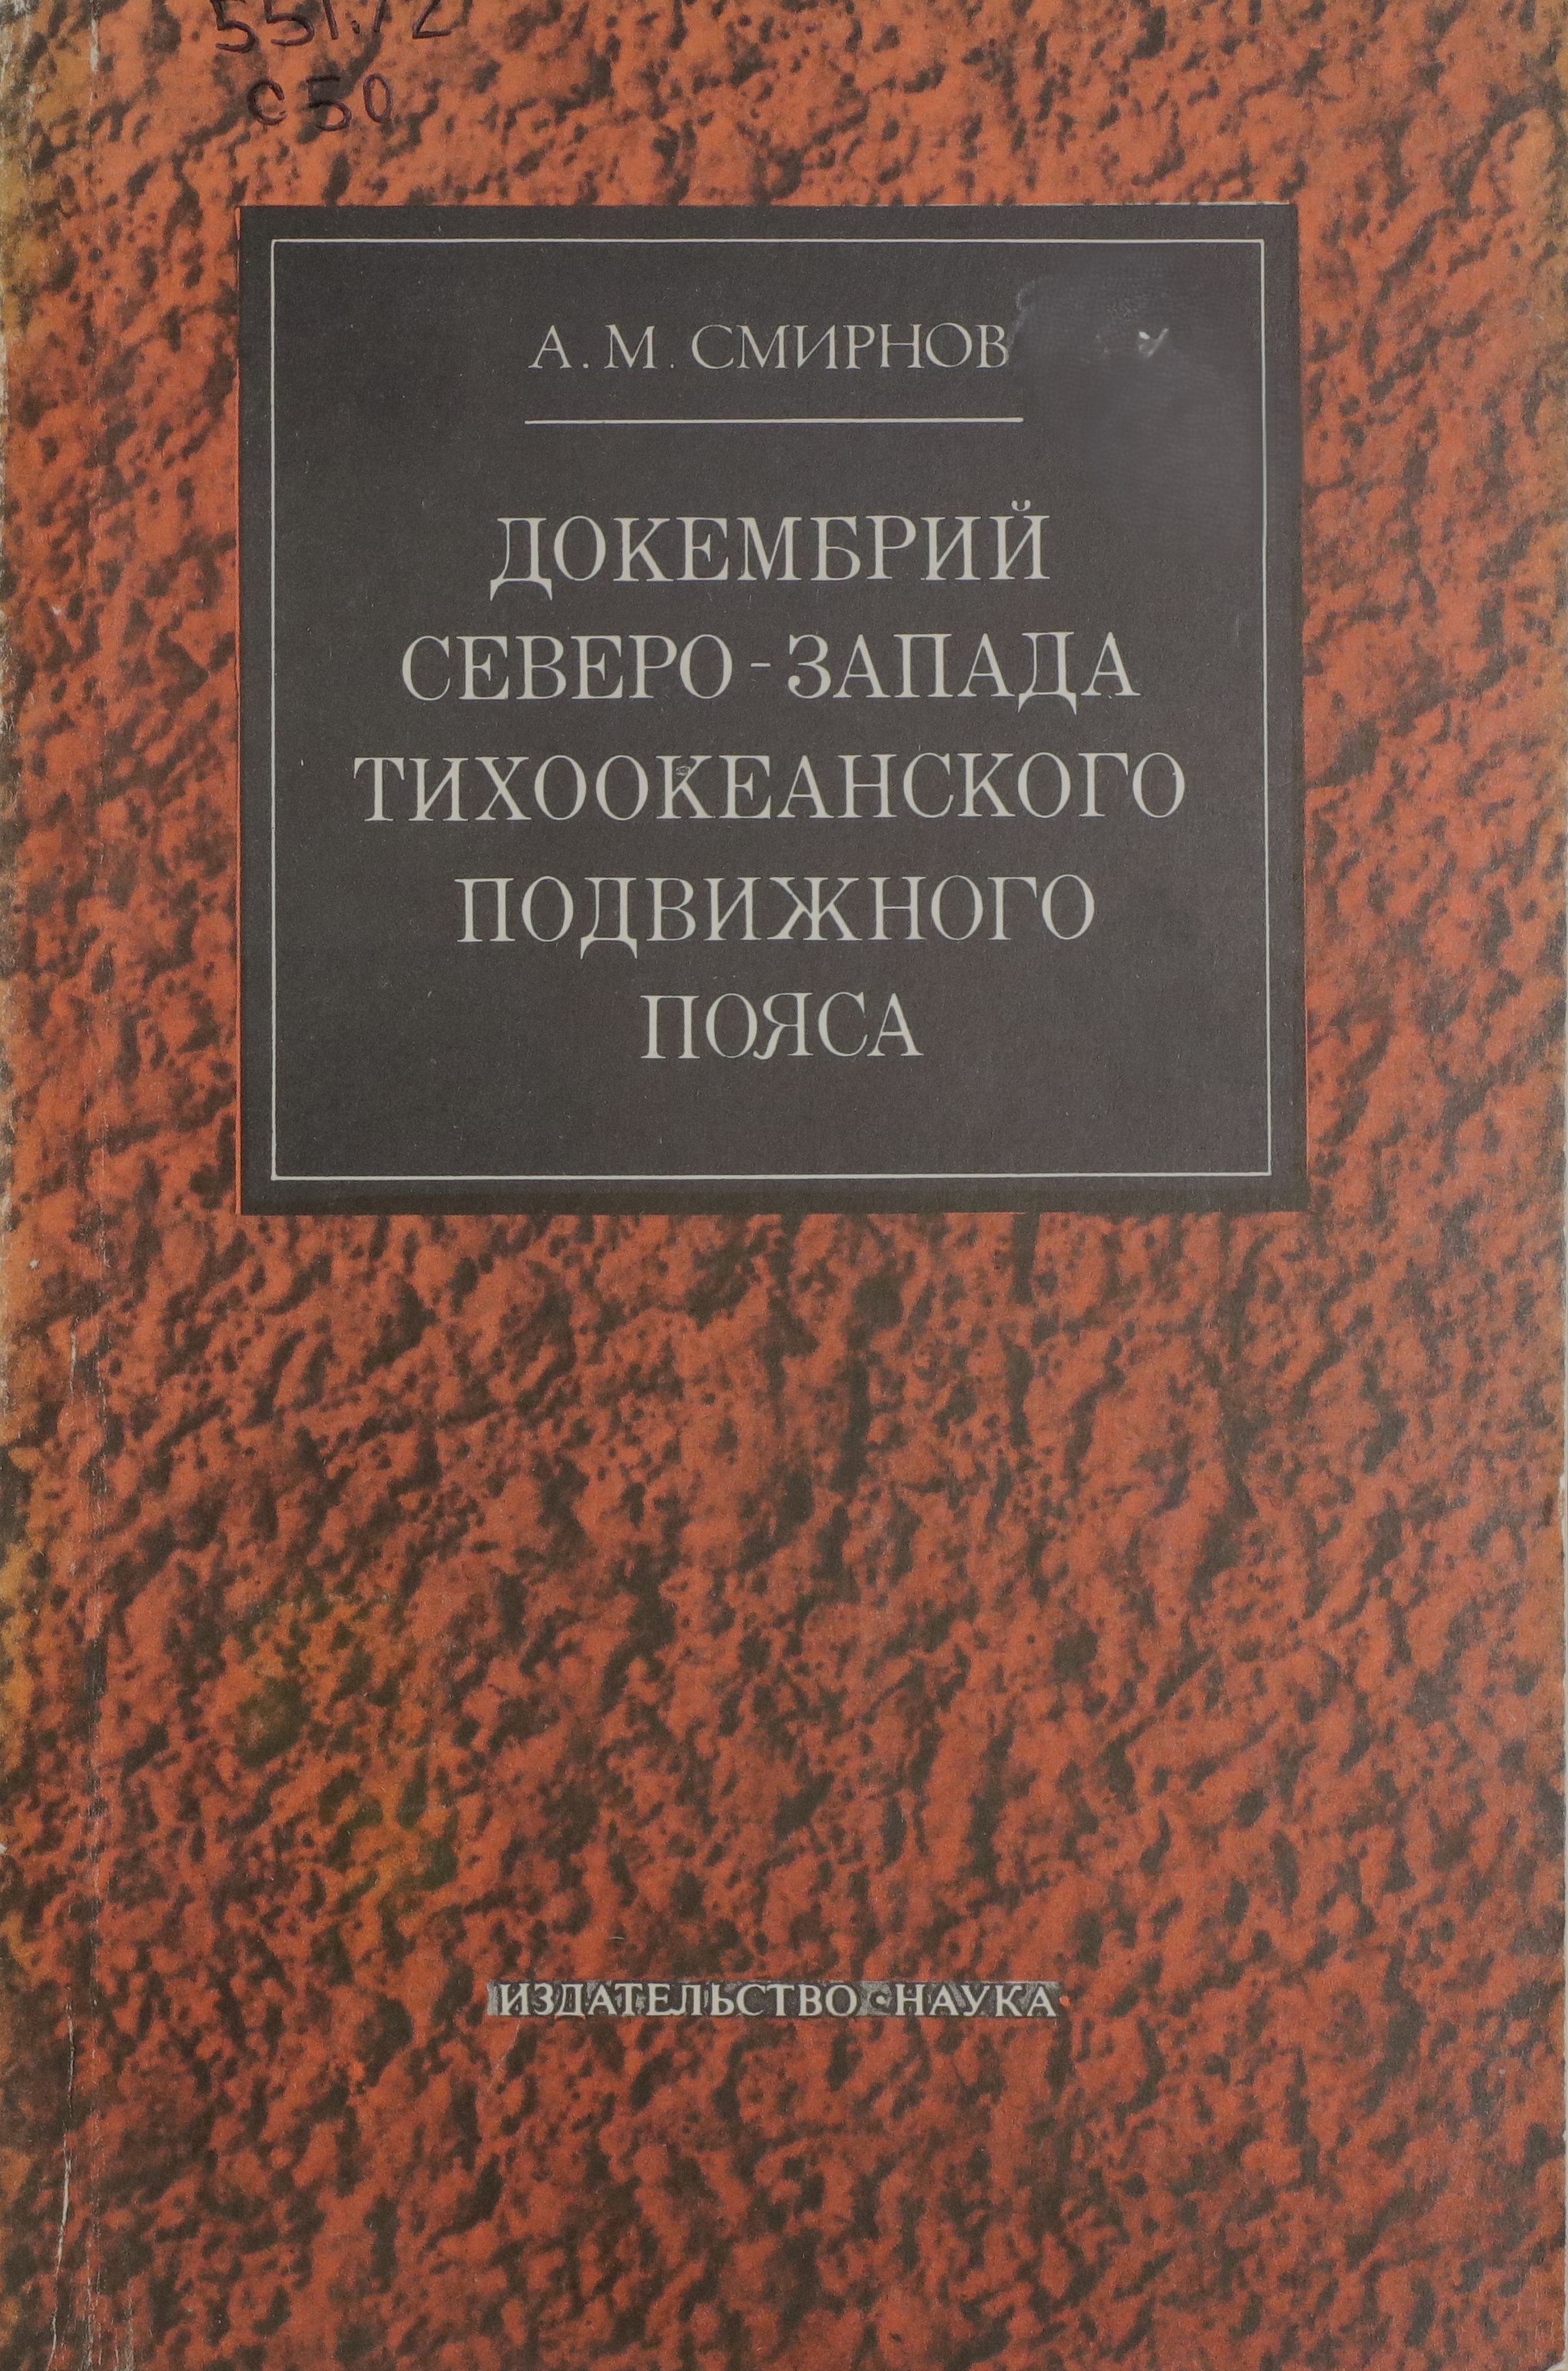 551.72
С50
А. М. СМИРНОВ
ДОКЕМБРИЙ
СЕВЕРО-ЗАПАДА
ТИХООКЕАНСКОГО
ПОДВИЖНОГО
ПОЯСА
ИЗДАТЕЛЬСТВО·НАУКА·